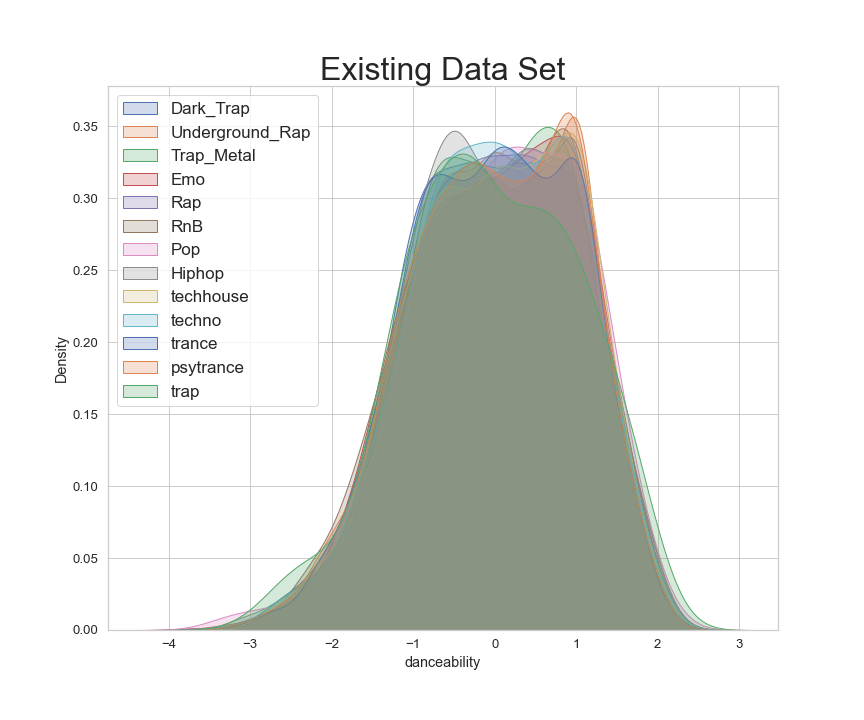 Existing Data Set
Dark_Trap
Underground_Rap
Trap_Metal
Emo
Rap
RnB
Pop
Hiphop
techhouse
techno
trance
psytrance
trap
0.35
0.30
0.25
0.20
0.15
0.10
0.05
0.00
Density
−4 −3 −2 −1 0 1 2 3
danceability